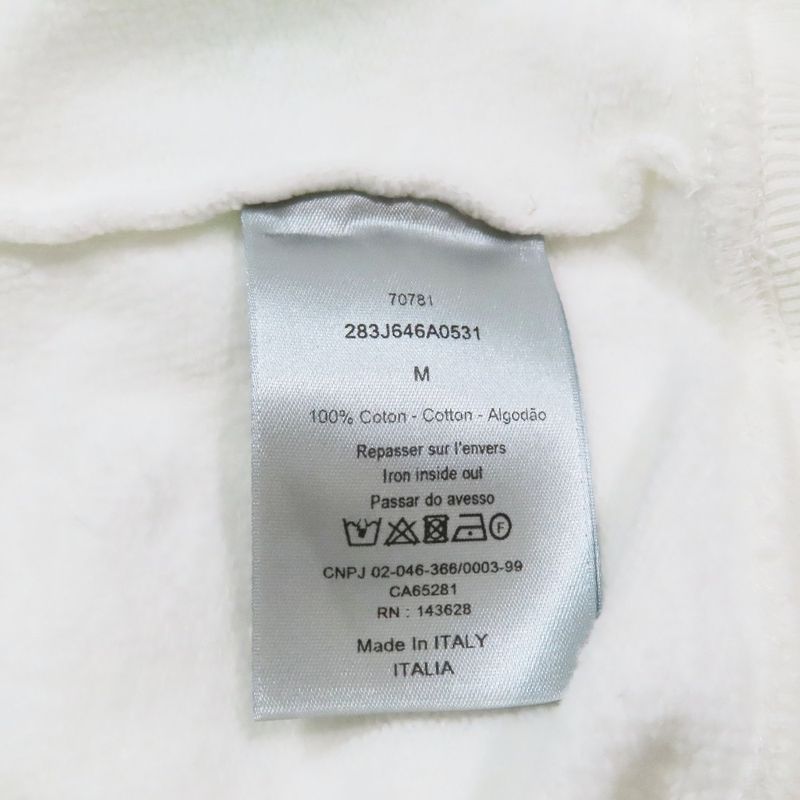 70781
283J646A0531
M
100% Coton - Cotton - Algodão
Repasser sur l'envers
Iron inside out
Passar do avesso
F
CNPJ 02-046-366/0003-99
CA65281
RN : 143628
Made In ITALY
ITALIA